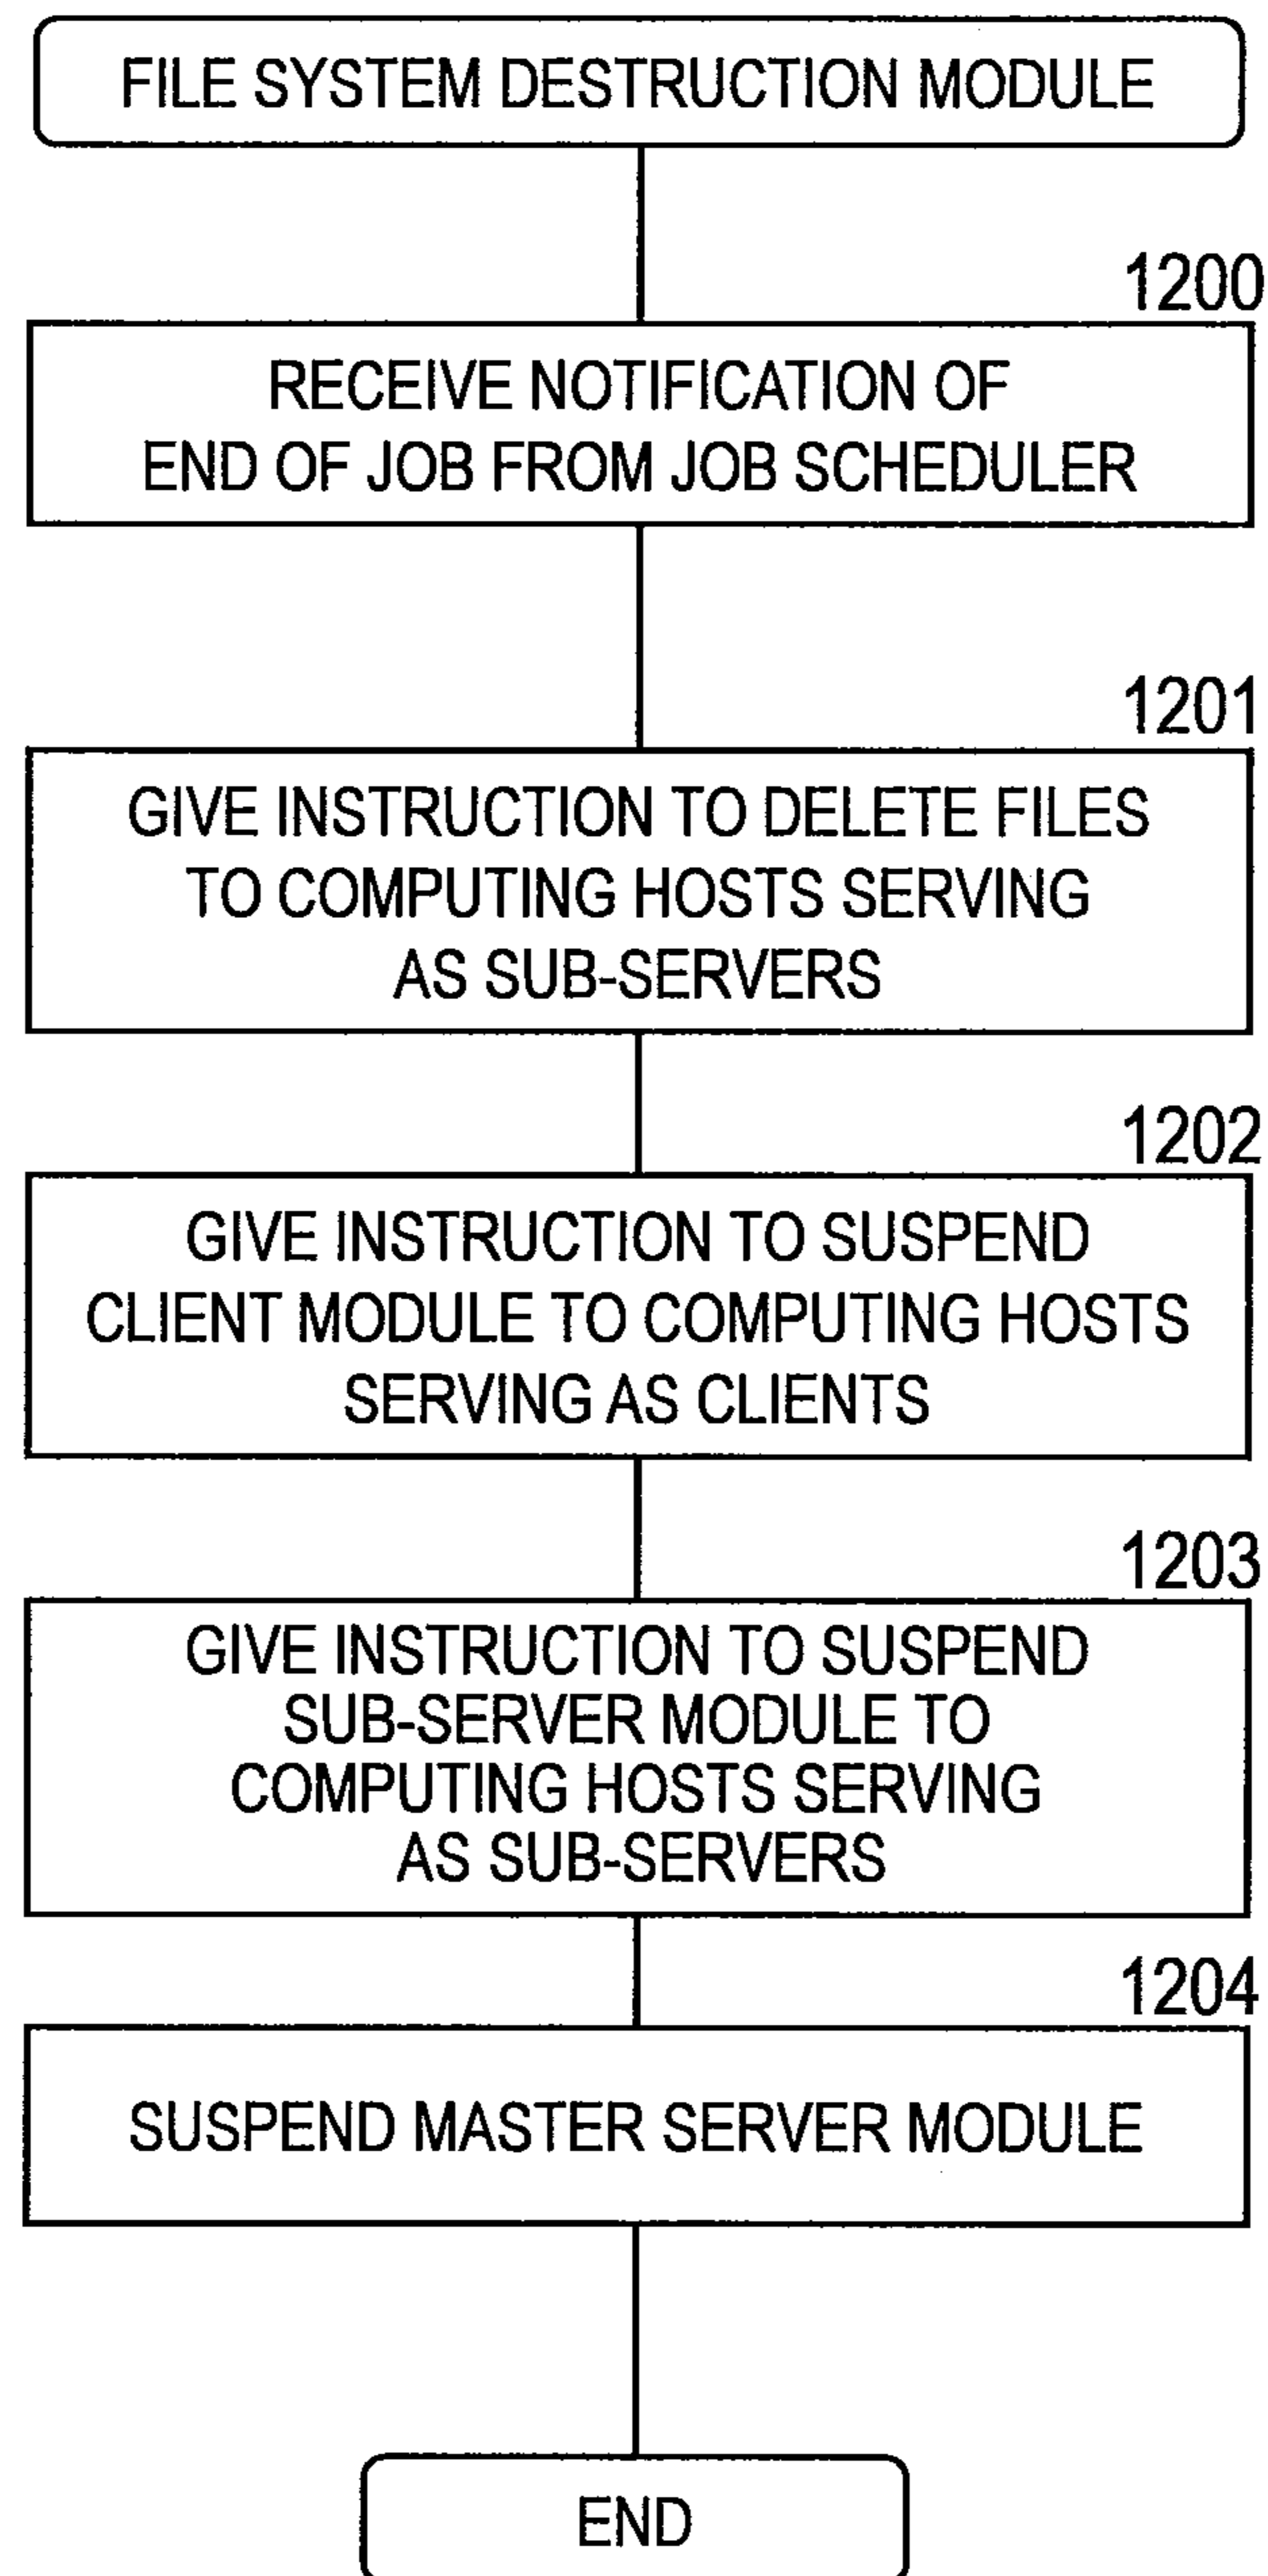 FILE SYSTEM DESTRUCTION MODULE
1200
RECEIVE NOTIFICATION OF
END OF JOB FROM JOB SCHEDULER
1201
GIVE INSTRUCTION TO DELETE FILES
TO COMPUTING HOSTS SERVING
AS SUB-SERVERS
1202
GIVE INSTRUCTION TO SUSPEND
CLIENT MODULE TO COMPUTING HOSTS
SERVING AS CLIENTS
1203
GIVE INSTRUCTION TO SUSPEND
SUB-SERVER MODULE TO
COMPUTING HOSTS SERVING
AS SUB-SERVERS
1204
SUSPEND MASTER SERVER MODULE
END